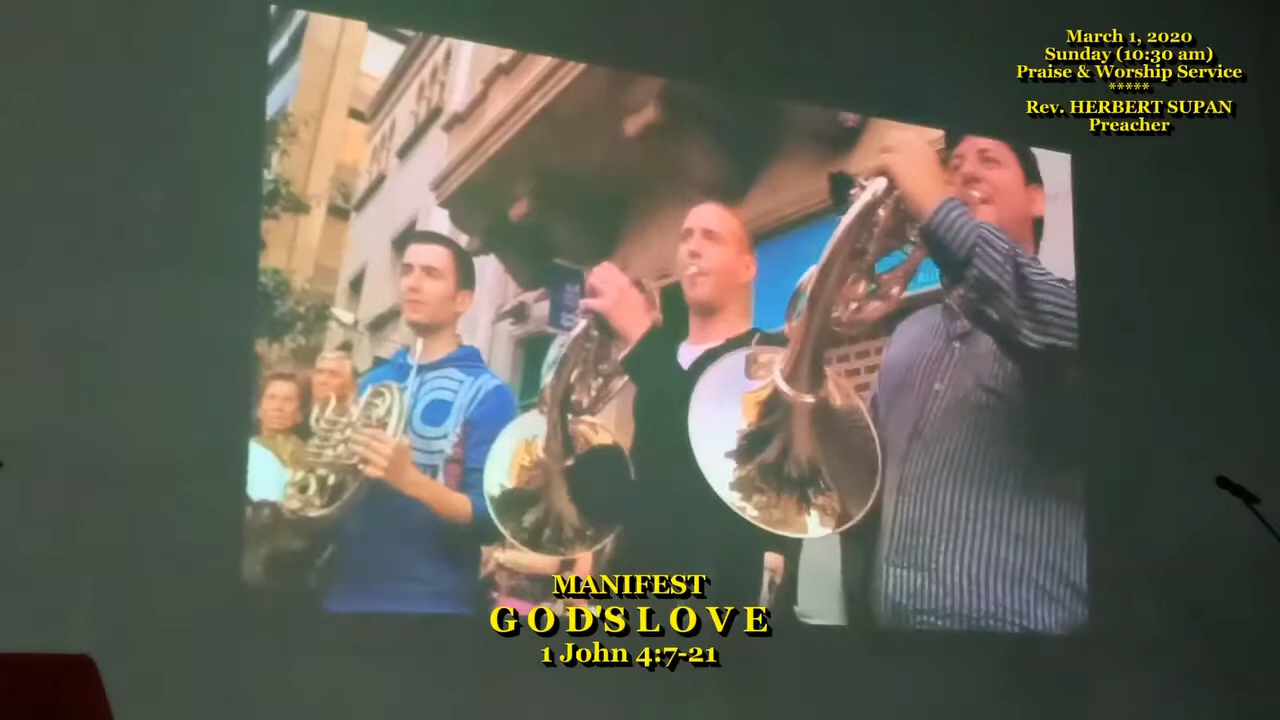 March 1, 2020
Sunday (10:30 am)
Praise & Worship Service
*****
Rev. HERBERT SUPAN
Preacher
MANIFEST
GOD'S LOVE
1 John 4:7-21